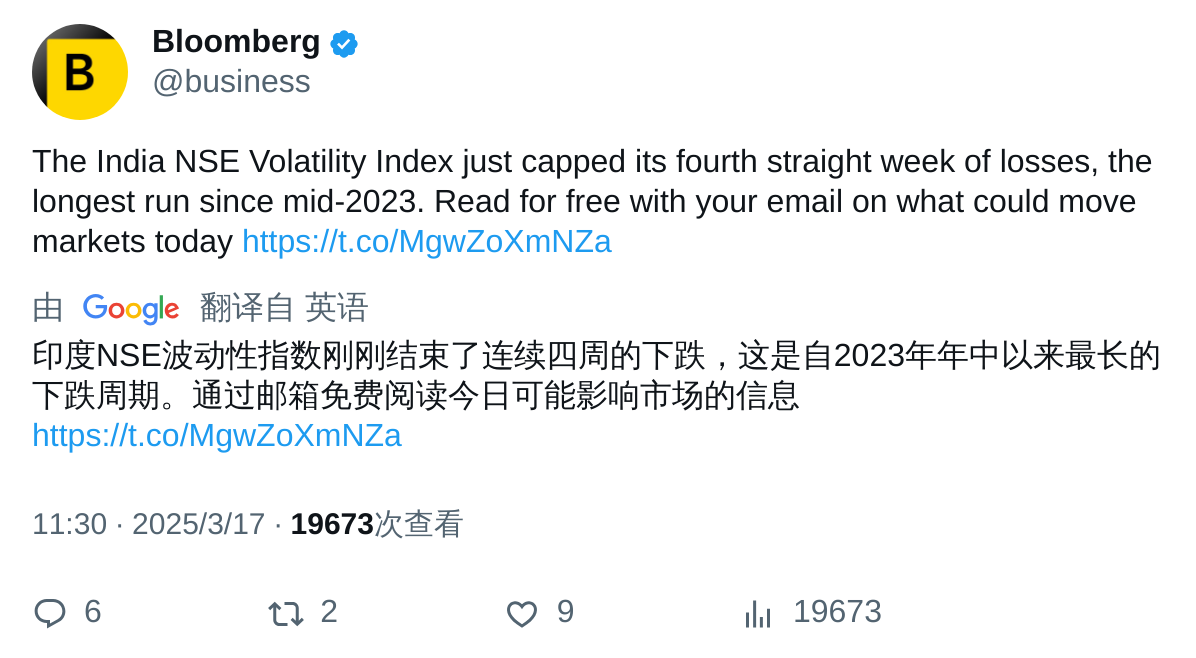 B
Bloomberg
@business
The India NSE Volatility Index just capped its fourth straight week of losses, the
longest run since mid-2023. Read for free with your email on what could move
markets today https://t.co/MgwZoXmNZa
由 Google 翻译自 英语
印度NSE波动性指数刚刚结束了连续四周的下跌，这是自2023年年中以来最长的
下跌周期。通过邮箱免费阅读今日可能影响市场的信息
https://t.co/MgwZoXmNZa
11:30 · 2025/3/17 · 19673次查看
6 2 9 19673